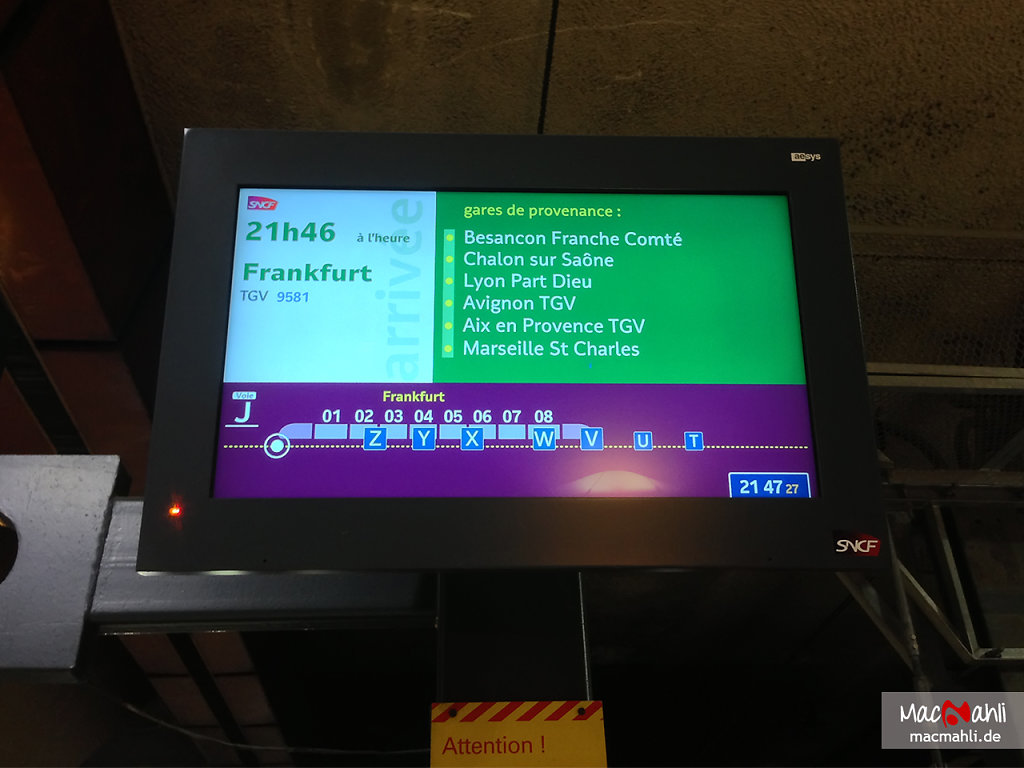 aesys
SNCF
21h46 à l'heure
Frankfurt
TGV 9581
arrivée
gares de provenance :
Besancon Franche Comté
Chalon sur Saône
Lyon Part Dieu
Avignon TGV
Aix en Provence TGV
Marseille St Charles
Voie
J
Frankfurt
01 02 03 04 05 06 07 08
Z Y X W V U T
21 47 27
SNCF
Attention !
MacMahli
macmahli.de